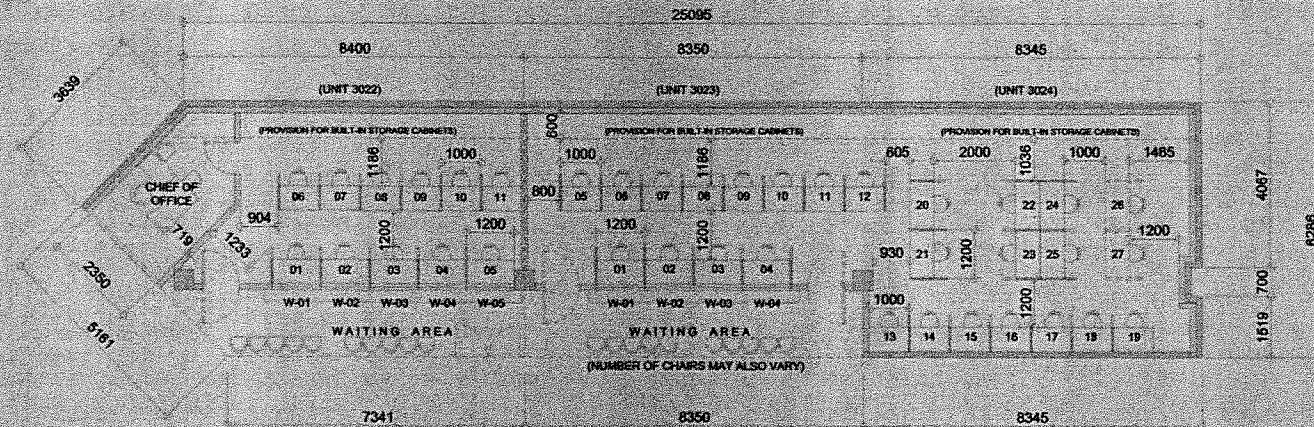 25095
8400 8350 8345
3639
(UNIT 3022) (UNIT 3023) (UNIT 3024)
(PROVISION FOR BUILT-IN STORAGE CABINETS) 600 (PROVISION FOR BUILT-IN STORAGE CABINETS) (PROVISION FOR BUILT-IN STORAGE CABINETS)
1186 1000 1000 1186 605 2000 1036 1000 1465
CHIEF OF
OFFICE
06 07 08 09 10 11 800 05 06 07 08 09 10 11 12 20 22 24 26
4067
904 1200 1200 1200 1200 1200
719 1233
930 21 1200 23 25 27
6286
2350
01 02 03 04 05 01 02 03 04
700
W-01 W-02 W-03 W-04 W-05 W-01 W-02 W-03 W-04 1000 1200
5161
WAITING AREA WAITING AREA 13 14 15 16 17 18 19
1519
(NUMBER OF CHAIRS MAY ALSO VARY)
7341 8350 8345